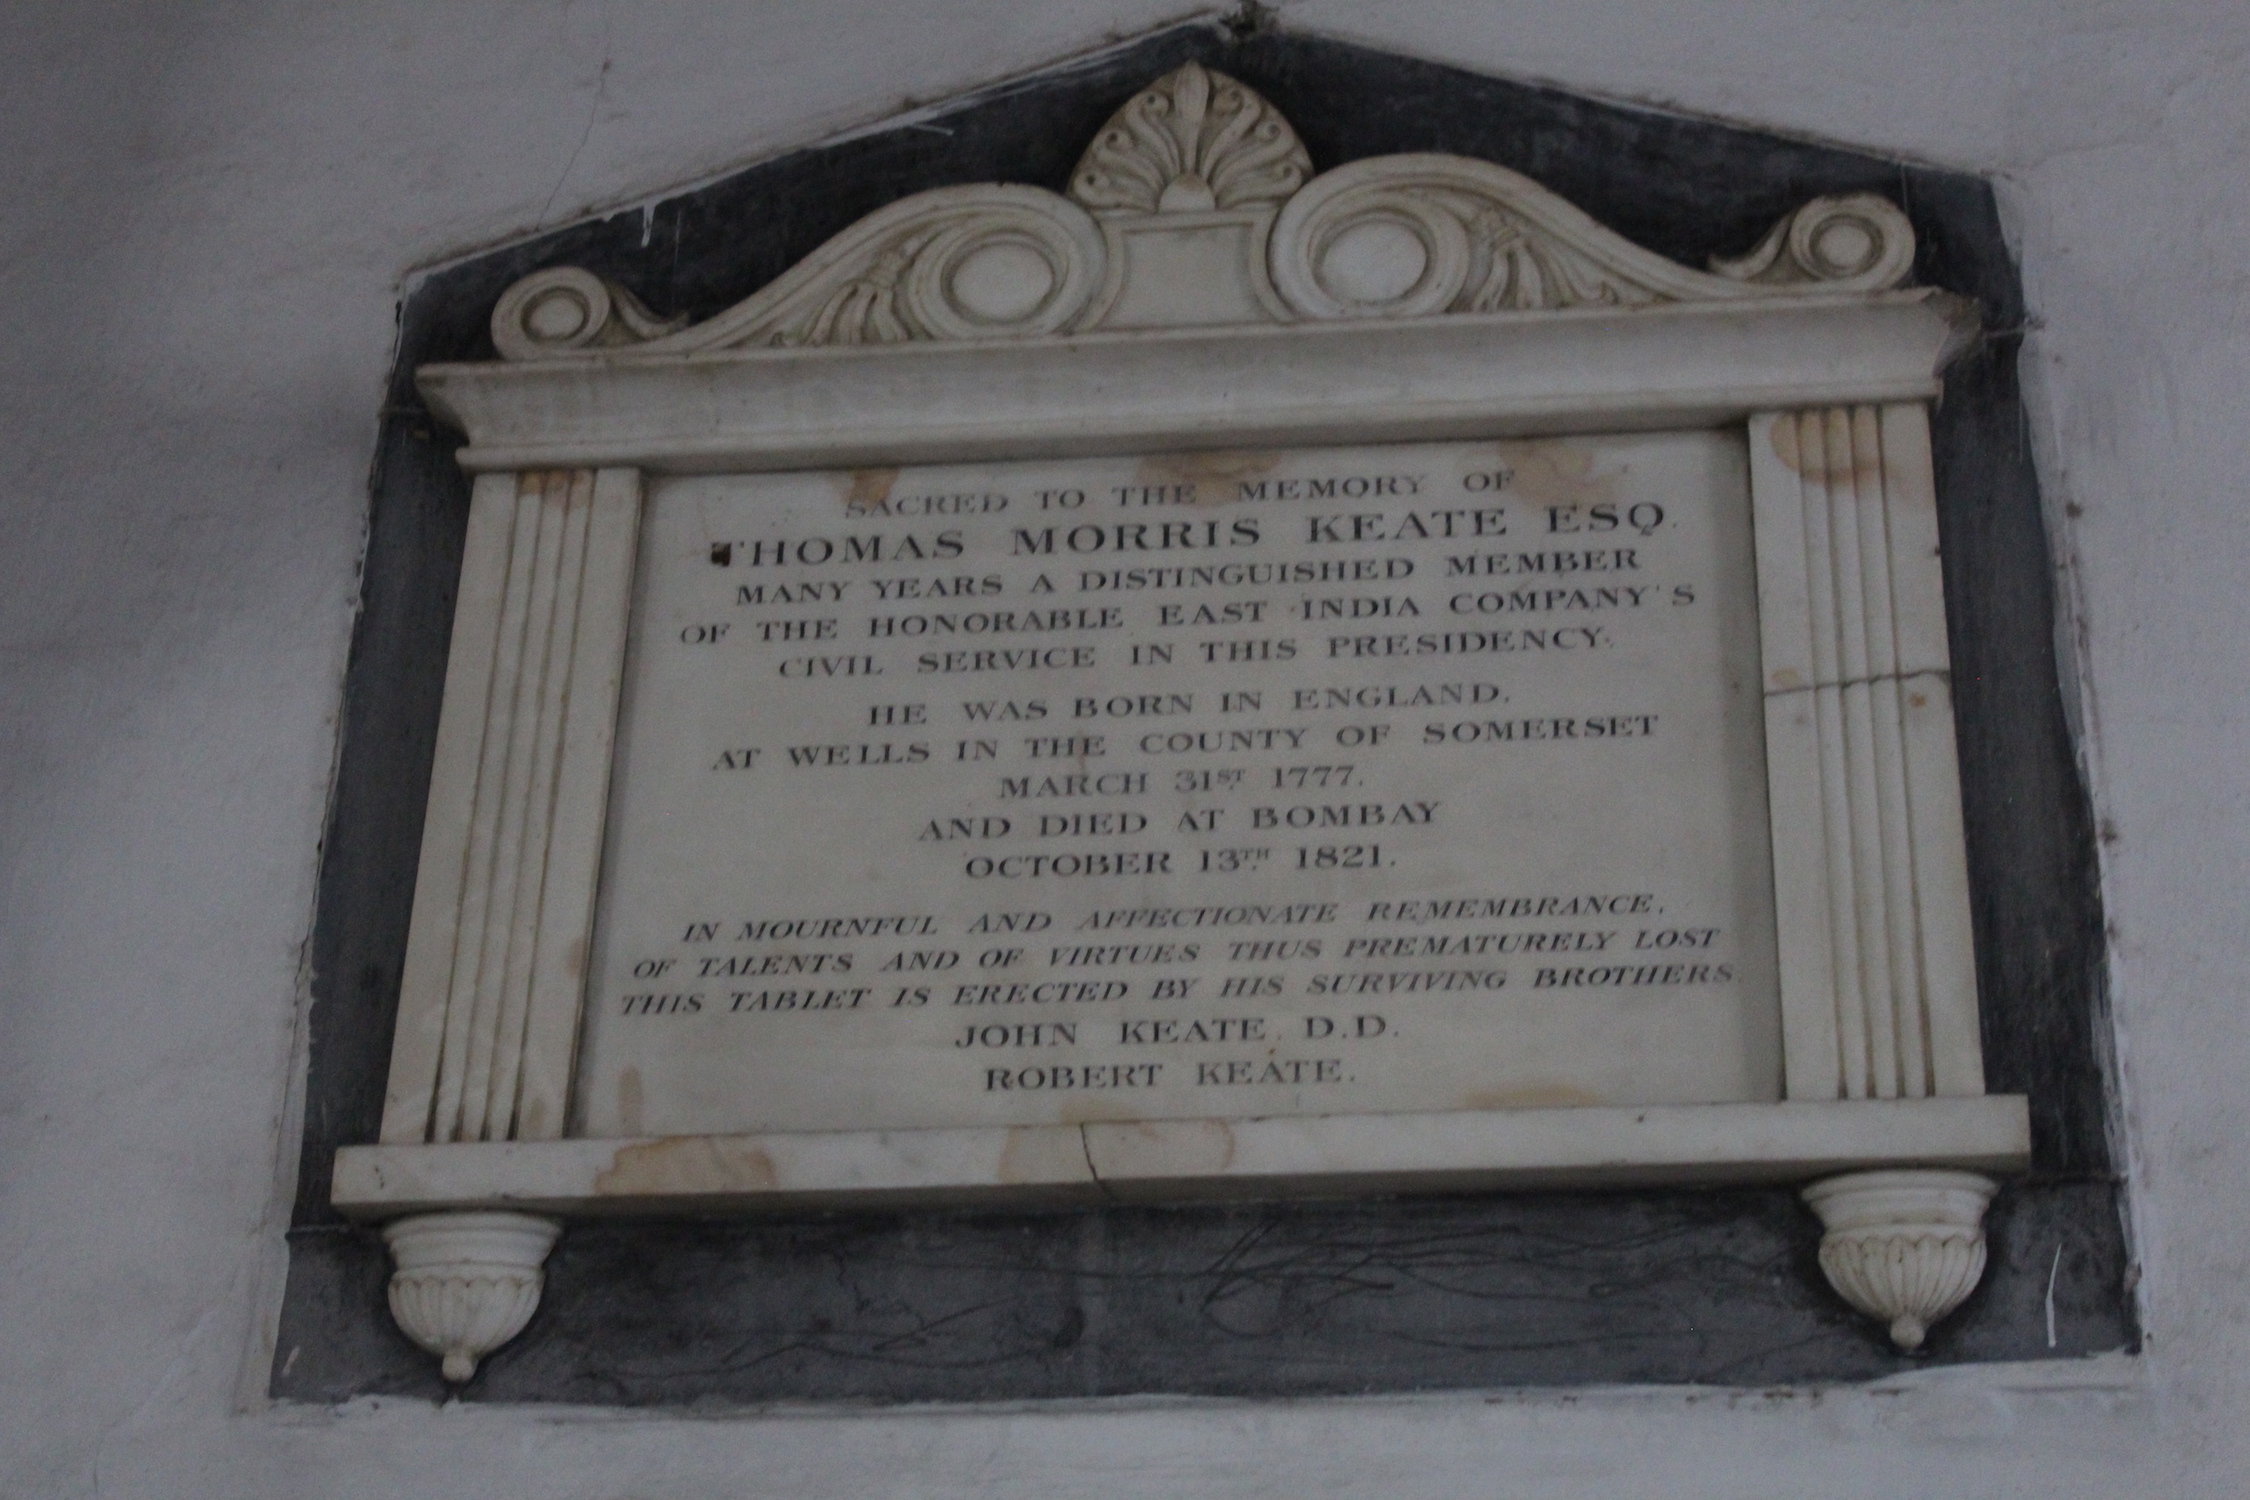 SACRED TO THE MEMORY OF
THOMAS MORRIS KEATE ESQ.
MANY YEARS A DISTINGUISHED MEMBER
OF THE HONORABLE EAST INDIA COMPANY'S
CIVIL SERVICE IN THIS PRESIDENCY.
HE WAS BORN IN ENGLAND,
AT WELLS IN THE COUNTY OF SOMERSET
MARCH 31ST 1777.
AND DIED AT BOMBAY
OCTOBER 13TH 1821.
IN MOURNFUL AND AFFECTIONATE REMEMBRANCE,
OF TALENTS AND OF VIRTUES THUS PREMATURELY LOST
THIS TABLET IS ERECTED BY HIS SURVIVING BROTHERS.
JOHN KEATE. D.D.
ROBERT KEATE.